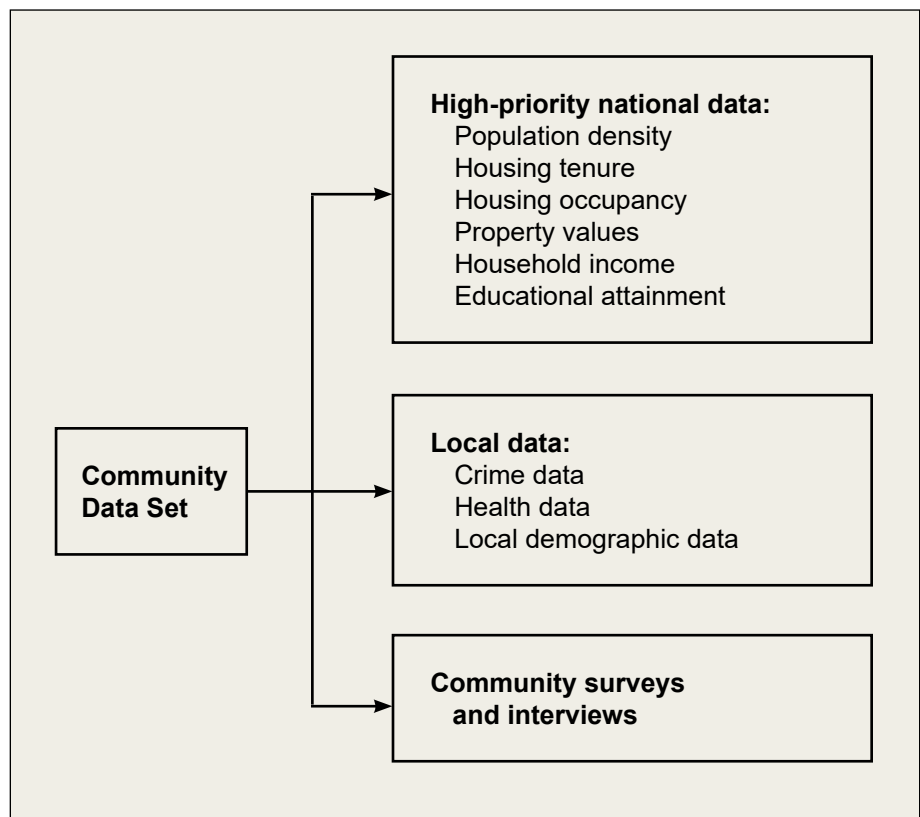 High-priority national data:
Population density
Housing tenure
Housing occupancy
Property values
Household income
Educational attainment
Community
Data Set
Local data:
Crime data
Health data
Local demographic data
Community surveys
and interviews